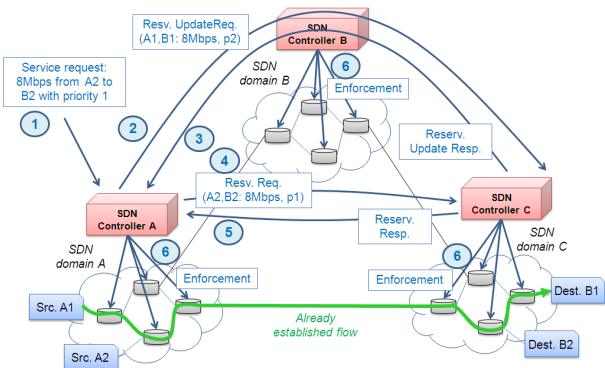 Resv. UpdateReq.
(A1,B1: 8Mbps, p2)
SDN
Controller B
Service request:
8Mbps from A2 to
B2 with priority 1
SDN
domain B
6
Enforcement
1
2
3
4
Reserv.
Update Resp.
Resv. Req.
(A2,B2: 8Mbps, p1)
SDN
Controller A
SDN
Controller C
5
Reserv.
Resp.
SDN
domain A
6
Enforcement
6
Enforcement
SDN
domain C
Src. A1
Dest. B1
Already
established flow
Src. A2
Dest. B2